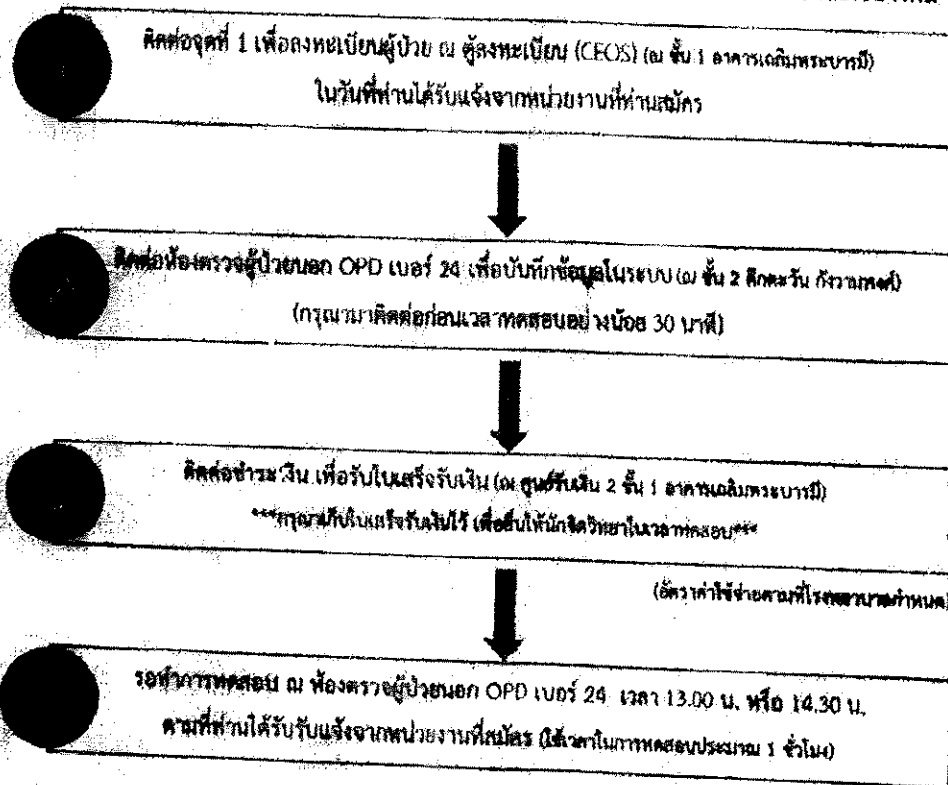 ติดต่อจุดที่ 1 เพื่อลงทะเบียนผู้ป่วย ณ ตู้ลงทะเบียน (CEOS) (ณ ชั้น 1 อาคารเฉลิมพระบารมี)
ในวันที่ท่านได้รับแจ้งจากหน่วยงานที่ท่านสมัคร
ติดต่อห้องตรวจผู้ป่วยนอก OPD เบอร์ 24 เพื่อบันทึกข้อมูลในระบบ (ณ ชั้น 2 ตึกตะวัน กังวานพงศ์)
(กรุณามาติดต่อก่อนเวลาทดสอบอย่างน้อย 30 นาที)
ติดต่อชำระเงิน เพื่อรับใบเสร็จรับเงิน (ณ ศูนย์รับเงิน 2 ชั้น 1 อาคารเฉลิมพระบารมี)
***กรุณาเก็บใบเสร็จรับเงินไว้ เพื่อยื่นให้นักจิตวิทยาในเวลาทดสอบ***
(อัตราค่าใช้จ่ายตามที่โรงพยาบาลกำหนด)
รอทำการทดสอบ ณ ห้องตรวจผู้ป่วยนอก OPD เบอร์ 24 เวลา 13.00 น. หรือ 14.30 น.
ตามที่ท่านได้รับรับแจ้งจากหน่วยงานที่สมัคร (ใช้เวลาในการทดสอบประมาณ 1 ชั่วโมง)